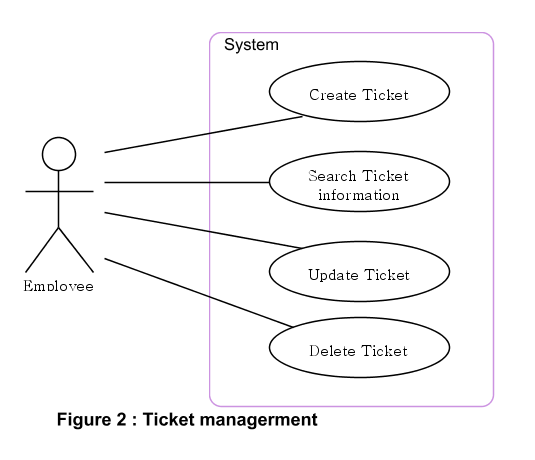 System
Create Ticket
Search Ticket
information
Update Ticket
Delete Ticket
Employee
Figure 2 : Ticket managerment